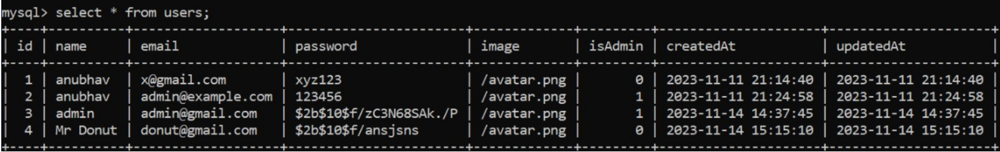 mysql> select * from users;
+----+----------+-------------------+----------------------+------------+---------+---------------------+---------------------+
| id | name     | email             | password             | image      | isAdmin | createdAt           | updatedAt           |
+----+----------+-------------------+----------------------+------------+---------+---------------------+---------------------+
| 1 | anubhav  | x@gmail.com       | xyz123               | /avatar.png |       0 | 2023-11-11 21:14:40 | 2023-11-11 21:14:40 |
| 2 | anubhav  | admin@example.com | 123456               | /avatar.png |       1 | 2023-11-11 21:24:58 | 2023-11-11 21:24:58 |
| 3 | admin    | admin@gmail.com   | $2b$10$f/zC3N68SAk./P | /avatar.png |       1 | 2023-11-14 14:37:45 | 2023-11-14 14:37:45 |
| 4 | Mr Donut | donut@gmail.com   | $2b$10$f/ansjsns     | /avatar.png |       0 | 2023-11-14 15:15:10 | 2023-11-14 15:15:10 |
+----+----------+-------------------+----------------------+------------+---------+---------------------+---------------------+